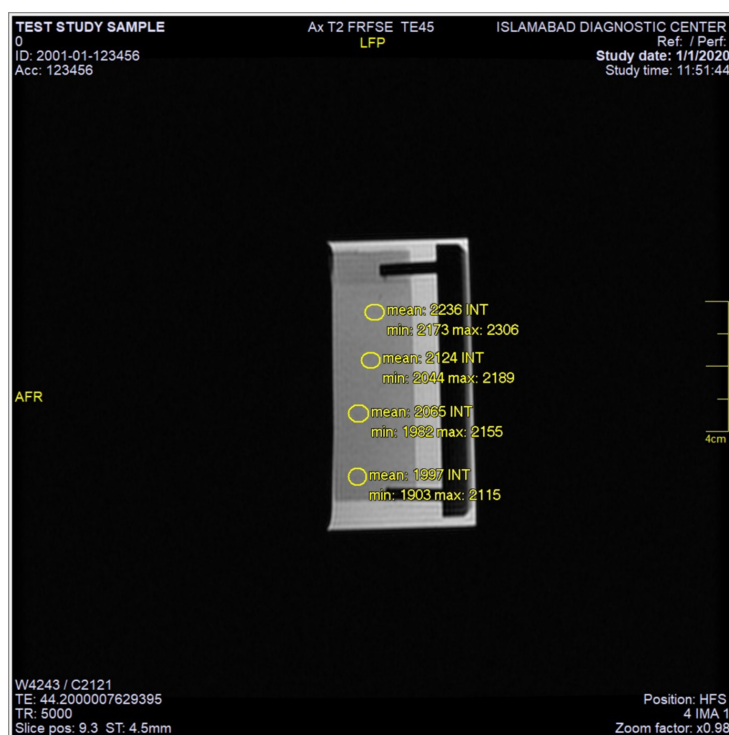 TEST STUDY SAMPLE
0
ID: 2001-01-123456
Acc: 123456
Ax T2 FRFSE TE45
LFP
ISLAMABAD DIAGNOSTIC CENTER
Ref: / Perf:
Study date: 1/1/2020
Study time: 11:51:44
mean: 2236 INT
min: 2173 max: 2306
mean: 2124 INT
min: 2044 max: 2189
AFR
mean: 2065 INT
min: 1982 max: 2155
4cm
mean: 1997 INT
min: 1903 max: 2115
W4243 / C2121
TE: 44.2000007629395
TR: 5000
Slice pos: 9.3 ST: 4.5mm
Position: HFS
4 IMA 1
Zoom factor: x0.98